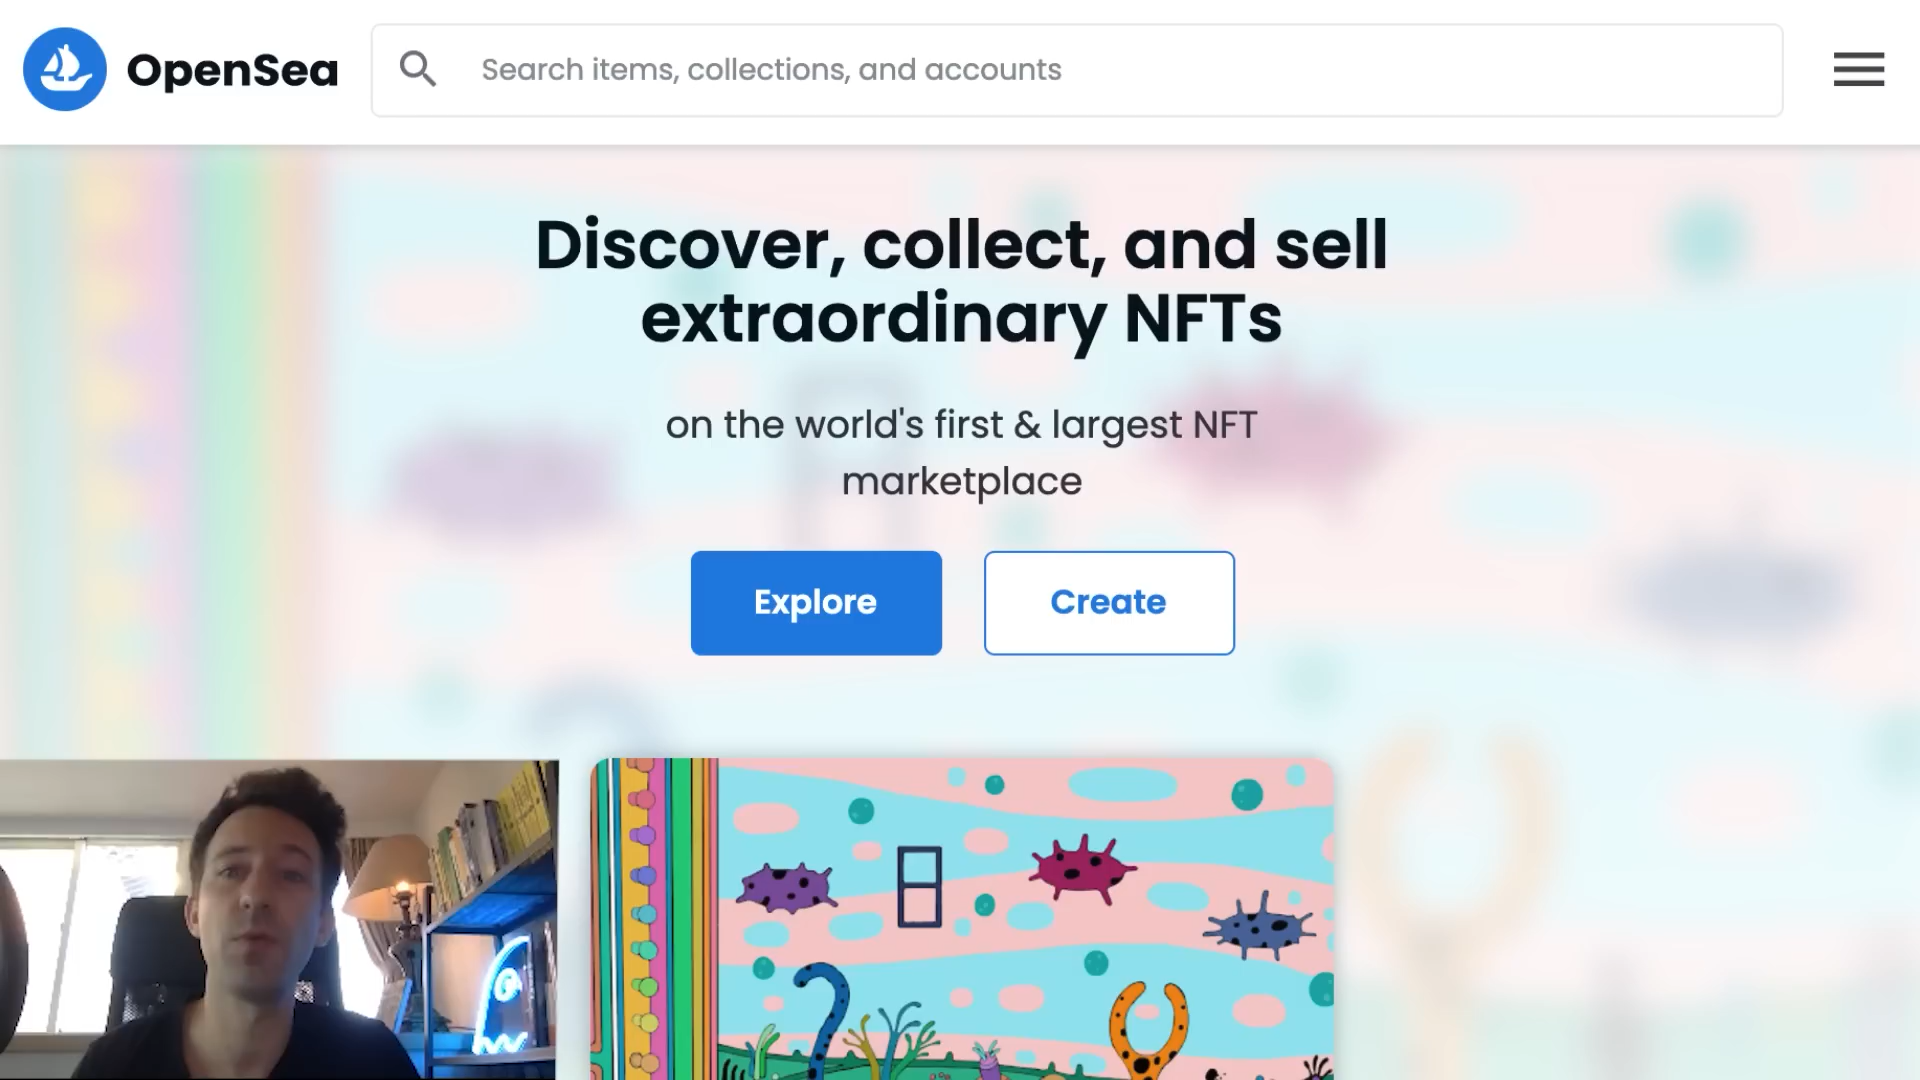 OpenSea
Search items, collections, and accounts
Discover, collect, and sell
extraordinary NFTs
on the world's first & largest NFT
marketplace
Explore
Create